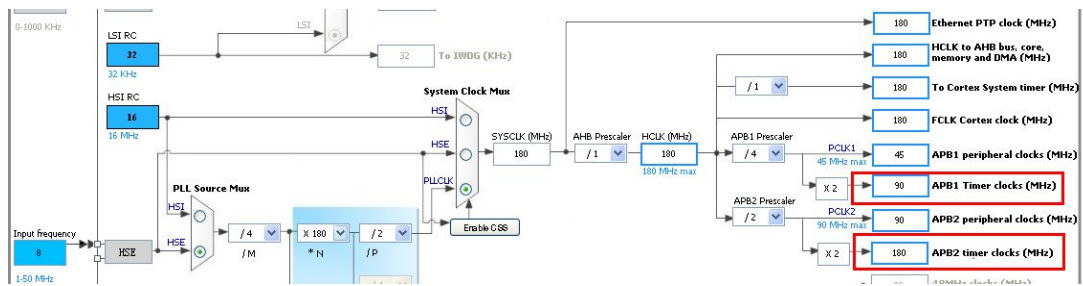 0-1000 KHz
LSI RC
32
32 KHz
LSI
32
To IWDG (KHz)
HSI RC
16
16 MHz
System Clock Mux
HSI
HSE
PLLCLK
SYSCLK (MHz)
180
AHB Prescaler
/ 1
HCLK (MHz)
180
180 MHz max
Enable CSS
PLL Source Mux
HSI
HSE
Input frequency
8
1-50 MHz
HSE
/ 4
/ M
X 180
* N
/ 2
/ P
180
Ethernet PTP clock (MHz)
180
HCLK to AHB bus, core,
memory and DMA (MHz)
/ 1
180
To Cortex System timer (MHz)
180
FCLK Cortex clock (MHz)
APB1 Prescaler
/ 4
PCLK1
45 MHz max
45
APB1 peripheral clocks (MHz)
X 2
90
APB1 Timer clocks (MHz)
APB2 Prescaler
/ 2
PCLK2
90 MHz max
90
APB2 peripheral clocks (MHz)
X 2
180
APB2 timer clocks (MHz)